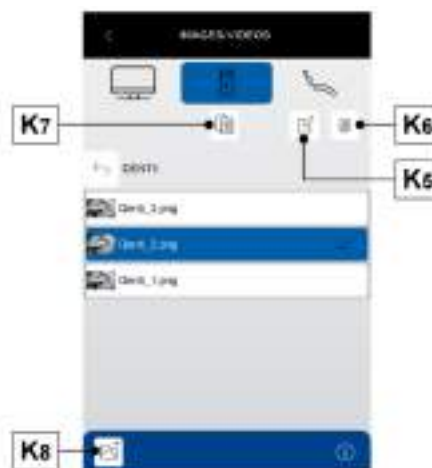 IMAGES/VIDEOS
K7
K6
K5
DENTI
Denti_3.png
Denti_2.png
Denti_1.png
K8